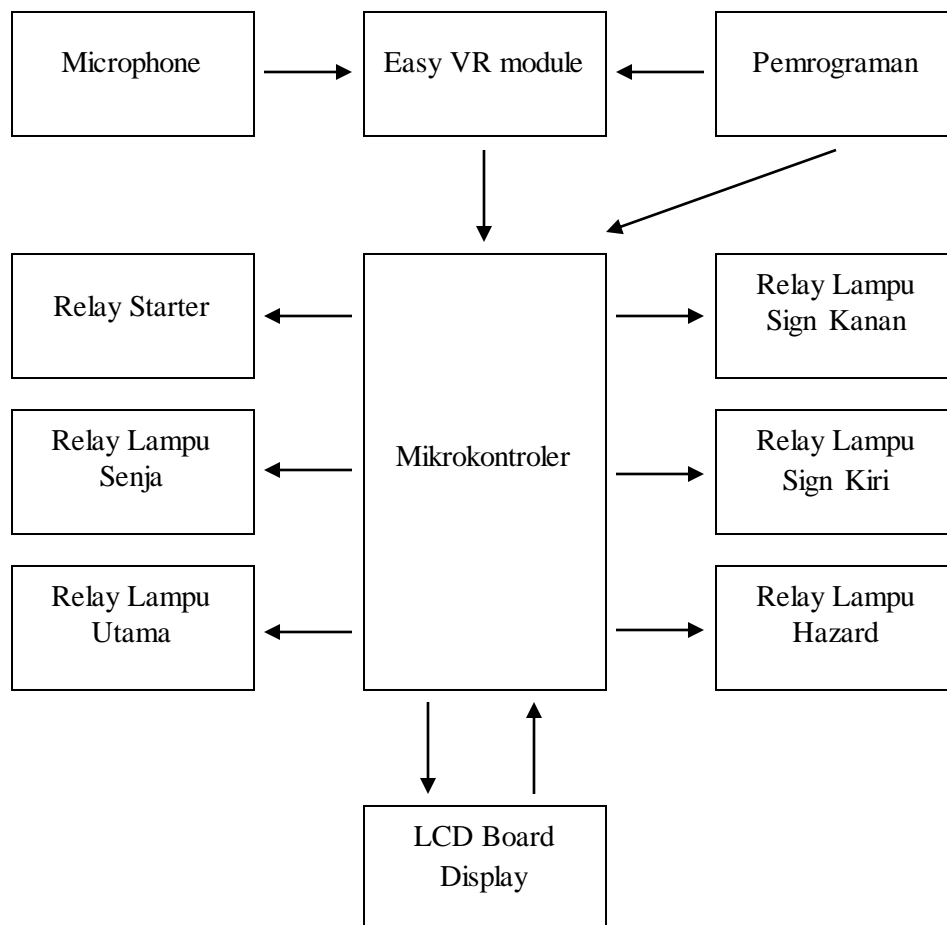 Microphone
Easy VR module
Pemrograman
Relay Starter
Relay Lampu
Senja
Relay Lampu
Utama
Mikrokontroler
Relay Lampu
Sign Kanan
Relay Lampu
Sign Kiri
Relay Lampu
Hazard
LCD Board
Display